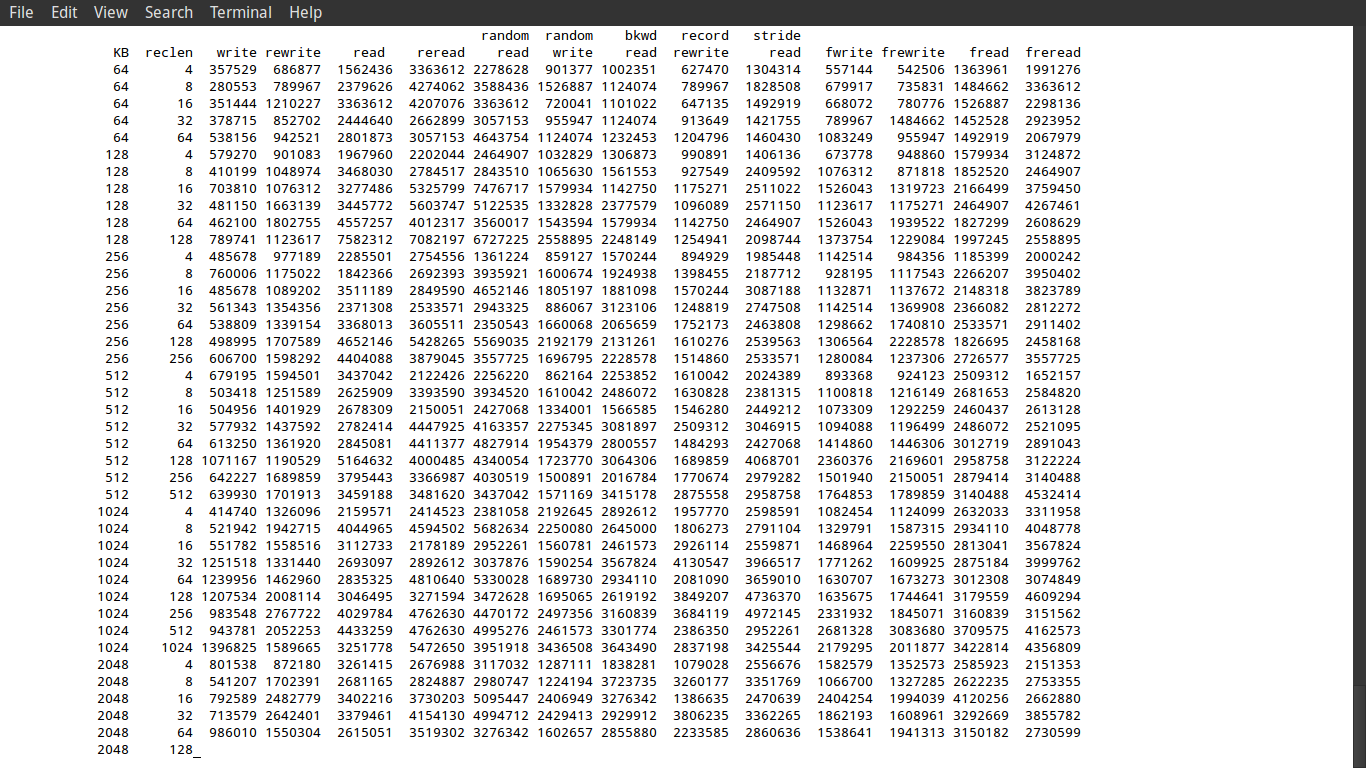 File Edit View Search Terminal Help
random random bkwd record stride
KB reclen write rewrite read reread read write read rewrite read fwrite frewrite fread freread
64 4 357529 686877 1562436 3363612 2278628 901377 1002351 627470 1304314 557144 542506 1363961 1991276
64 8 280553 789967 2379626 4274062 3588436 1526887 1124074 789967 1828508 679917 735831 1484662 3363612
64 16 351444 1210227 3363612 4207076 3363612 720041 1101022 647135 1492919 668072 780776 1526887 2298136
64 32 378715 852702 2444640 2662899 3057153 955947 1124074 913649 1421755 789967 1484662 1452528 2923952
64 64 538156 942521 2801873 3057153 4643754 1124074 1232453 1204796 1460430 1083249 955947 1492919 2067979
128 4 579270 901083 1967960 2202044 2464907 1032829 1306873 990891 1406136 673778 948860 1579934 3124872
128 8 410199 1048974 3468030 2784517 2843510 1065630 1561553 927549 2409592 1076312 871818 1852520 2464907
128 16 703810 1076312 3277486 5325799 7476717 1579934 1142750 1175271 2511022 1526043 1319723 2166499 3759450
128 32 481150 1663139 3445772 5603747 5122535 1332828 2377579 1096089 2571150 1123617 1175271 2464907 4267461
128 64 462100 1802755 4557257 4012317 3560017 1543594 1579934 1142750 2464907 1526043 1939522 1827299 2608629
128 128 789741 1123617 7582312 7082197 6727225 2558895 2248149 1254941 2098744 1373754 1229084 1997245 2558895
256 4 485678 977189 2285501 2754556 1361224 859127 1570244 894929 1985448 1142514 984356 1185399 2000242
256 8 760006 1175022 1842366 2692393 3935921 1600674 1924938 1398455 2187712 928195 1117543 2266207 3950402
256 16 485678 1089202 3511189 2849590 4652146 1805197 1881098 1570244 3087188 1132871 1137672 2148318 3823789
256 32 561343 1354356 2371308 2533571 2943325 886067 3123106 1248819 2747508 1142514 1369908 2366082 2812272
256 64 538809 1339154 3368013 3605511 2350543 1660068 2065659 1752173 2463808 1298662 1740810 2533571 2911402
256 128 498995 1707589 4652146 5428265 5569035 2192179 2131261 1610276 2539563 1306564 2228578 1826695 2458168
256 256 606700 1598292 4404088 3879045 3557725 1696795 2228578 1514860 2533571 1280084 1237306 2726577 3557725
512 4 679195 1594501 3437042 2122426 2256220 862164 2253852 1610042 2024389 893368 924123 2509312 1652157
512 8 503418 1251589 2625909 3393590 3934520 1610042 2486072 1630828 2381315 1100818 1216149 2681653 2584820
512 16 504956 1401929 2678309 2150051 2427068 1334001 1566585 1546280 2449212 1073309 1292259 2460437 2613128
512 32 577932 1437592 2782414 4447925 4163357 2275345 3081897 2509312 3046915 1094088 1196499 2486072 2521095
512 64 613250 1361920 2845081 4411377 4827914 1954379 2800557 1484293 2427068 1414860 1446306 3012719 2891043
512 128 1071167 1190529 5164632 4000485 4340054 1723770 3064306 1689859 4068701 2360376 2169601 2958758 3122224
512 256 642227 1689859 3795443 3366987 4030519 1500891 2016784 1770674 2979282 1501940 2150051 2879414 3140488
512 512 639930 1701913 3459188 3481620 3437042 1571169 3415178 2875558 2958758 1764853 1789859 3140488 4532414
1024 4 414740 1326096 2159571 2414523 2381058 2192645 2892612 1957770 2598591 1082454 1124099 2632033 3311958
1024 8 521942 1942715 4044965 4594502 5682634 2250080 2645000 1806273 2791104 1329791 1587315 2934110 4048778
1024 16 551782 1558516 3112733 2178189 2952261 1560781 2461573 2926114 2559871 1468964 2259550 2813041 3567824
1024 32 1251518 1331440 2693097 2892612 3037876 1590254 3567824 4130547 3966517 1771262 1609925 2875184 3999762
1024 64 1239956 1462960 2835325 4810640 5330028 1689730 2934110 2081090 3659010 1630707 1673273 3012308 3074849
1024 128 1207534 2008114 3046495 3271594 3472628 1695065 2619192 3849207 4736370 1635675 1744641 3179559 4609294
1024 256 983548 2767722 4029784 4762630 4470172 2497356 3160839 3684119 4972145 2331932 1845071 3160839 3151562
1024 512 943781 2052253 4433259 4762630 4995276 2461573 3301774 2386350 2952261 2681328 3083680 3709575 4162573
1024 1024 1396825 1589665 3251778 5472650 3951918 3436508 3643490 2837198 3425544 2179295 2011877 3422814 4356809
2048 4 801538 872180 3261415 2676988 3117032 1287111 1838281 1079028 2556676 1582579 1352573 2585923 2151353
2048 8 541207 1702391 2681165 2824887 2980747 1224194 3723735 3260177 3351769 1066700 1327285 2622235 2753355
2048 16 792589 2482779 3402216 3730203 5095447 2406949 3276342 1386635 2470639 2404254 1994039 4120256 2662880
2048 32 713579 2642401 3379461 4154130 4994712 2429413 2929912 3806235 3362265 1862193 1608961 3292669 3855782
2048 64 986010 1550304 2615051 3519302 3276342 1602657 2855880 2233585 2860636 1538641 1941313 3150182 2730599
2048 128_